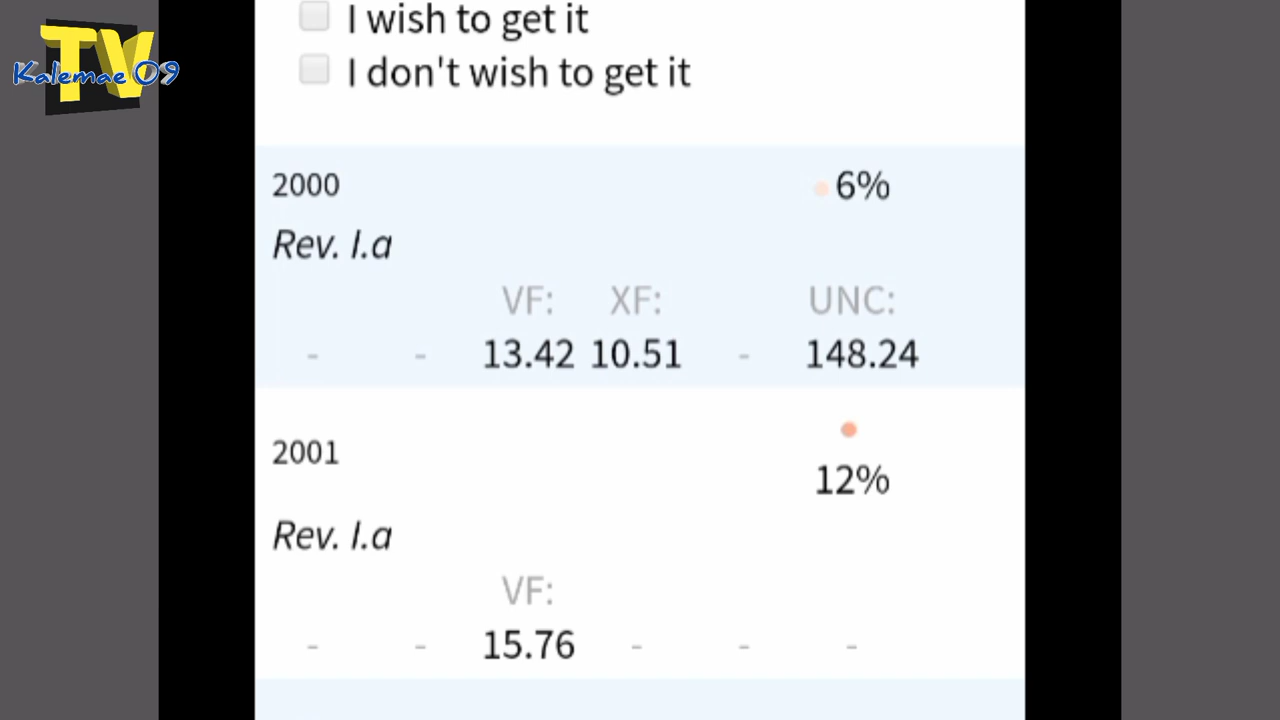 TV
Kalemae 09
I wish to get it
I don't wish to get it
2000
6%
Rev. I.a
VF: XF: UNC:
- - 13.42 10.51 - 148.24
2001
12%
Rev. I.a
VF:
- - 15.76 - - -